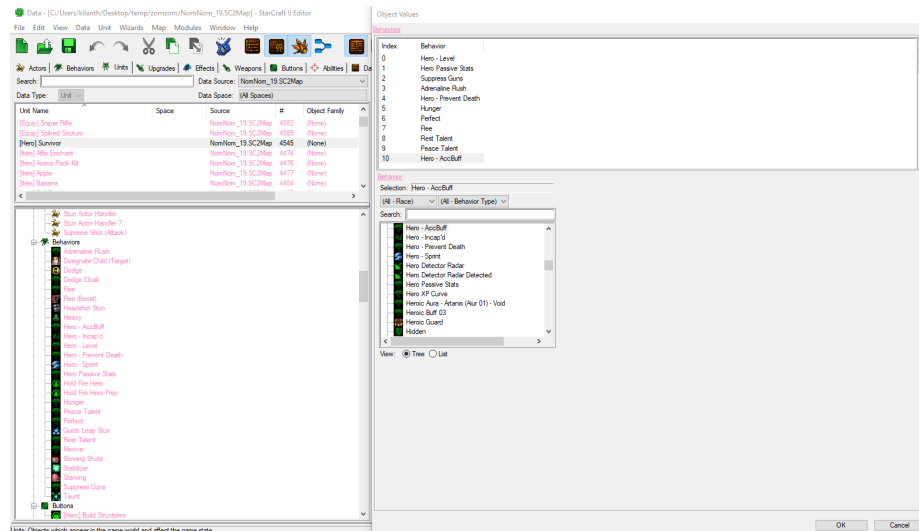 Data - [C:/Users/kilanth/Desktop/temp/zomzom/NomNom_19.SC2Map] - StarCraft II Editor
File Edit View Data Unit Wizards Map Modules Window Help
Actors Behaviors Units Upgrades Effects Weapons Buttons Abilities Da
Search:
Data Source: NomNom_19.SC2Map
Data Type: Unit
Data Space: (All Spaces)
Unit Name Space Source # Object Family
[Equip] Sniper Rifle NomNom_19.SC2Map 4582 (None)
[Equip] Spiked Scutum NomNom_19.SC2Map 4585 (None)
[Hero] Survivor NomNom_19.SC2Map 4545 (None)
[Item] Affix Enchant NomNom_19.SC2Map 4474 (None)
[Item] Ammo Pack Kit NomNom_19.SC2Map 4476 (None)
[Item] Apple NomNom_19.SC2Map 4477 (None)
[Item] Banana NomNom_19.SC2Map 4484 (None)
Stun Actor Handler
Stun Actor Handler 7
Supreme Shot (Attack)
Behaviors
Adrenaline Rush
Designate Child (Target)
Dodge
Dodge Cloak
Flee
Flee (Boost)
Headshot Stun
Heavy
Hero - AccBuff
Hero - Incap'd
Hero - Level
Hero - Prevent Death
Hero - Sprint
Hero Passive Stats
Hold Fire Hero
Hold Fire Hero Prep
Hunger
Peace Talent
Perfect
Quick Leap Stun
Rest Talent
Revive
Slowing Shots
Stabilizer
Starving
Suppress Guns
Taunt
Buttons
[Hero] Build Structures
Units: Objects which appear in the game world and affect the game state.
Object Values
Behaviors
Index Behavior
0 Hero - Level
1 Hero Passive Stats
2 Suppress Guns
3 Adrenaline Rush
4 Hero - Prevent Death
5 Hunger
6 Perfect
7 Flee
8 Rest Talent
9 Peace Talent
10 Hero - AccBuff
Behavior
Selection: Hero - AccBuff
(All - Race) (All - Behavior Type)
Search:
Hero - AccBuff
Hero - Incap'd
Hero - Prevent Death
Hero - Sprint
Hero Detector Radar
Hero Detector Radar Detected
Hero Passive Stats
Hero XP Curve
Heroic Aura - Artanis (Aiur 01) - Void
Heroic Buff 03
Heroic Guard
Hidden
View: Tree List
OK Cancel